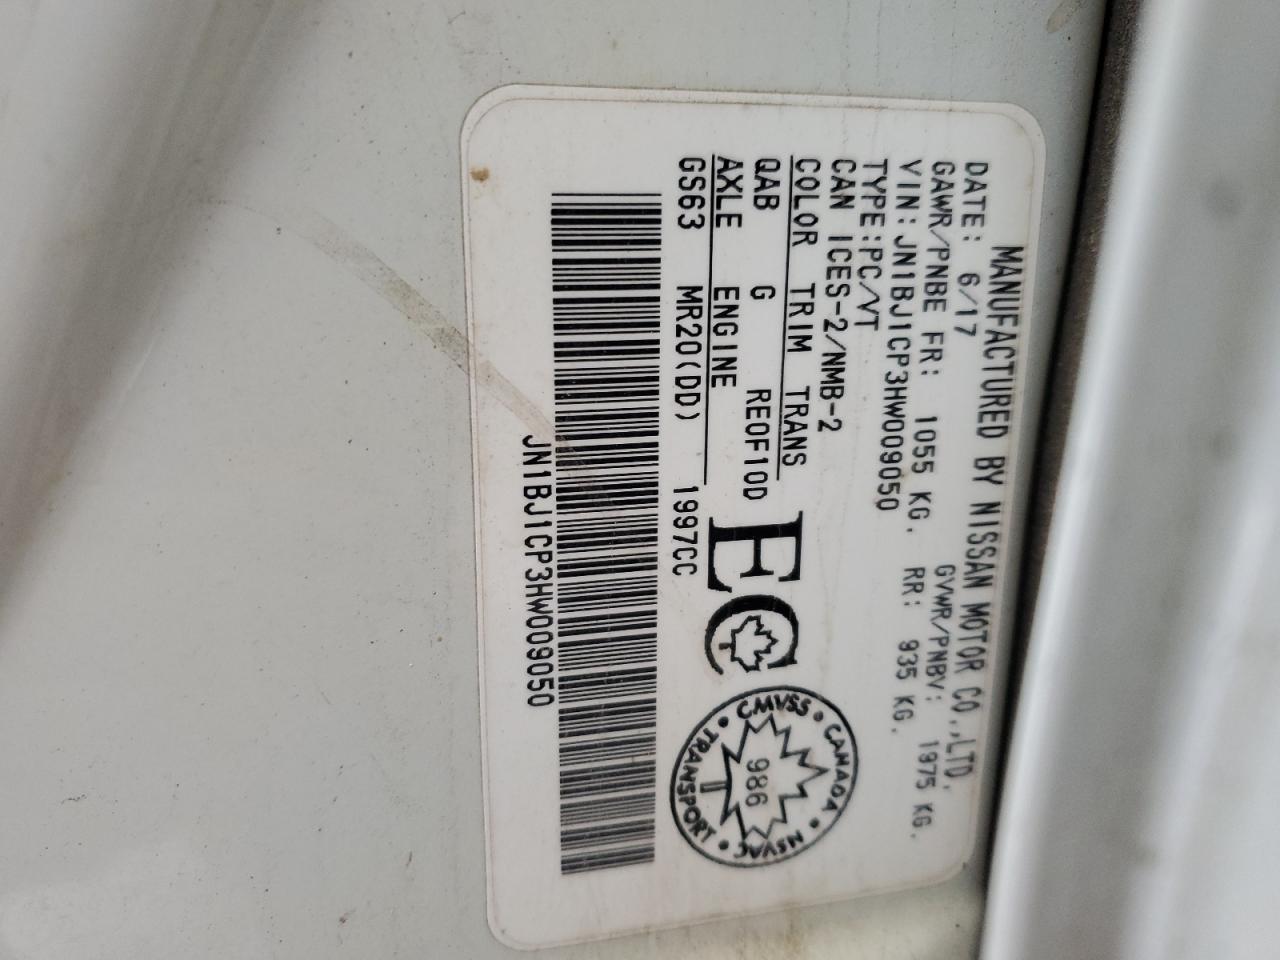 MANUFACTURED BY NISSAN MOTOR CO.,LTD.
DATE: 6/17 GVWR/PNBV: 1975 KG.
GAWR/PNBE FR: 1055 KG. RR: 935 KG.
VIN: JN1BJ1CP3HW009050
TYPE:PC/VT
CAN ICES-2/NMB-2
COLOR TRIM TRANS
QAB G RE0F10D
AXLE ENGINE
GS63 MR20(DD) 1997CC
EC
CANADA • CMVSS • TRANSPORT • NSVAC •
986
JN1BJ1CP3HW009050